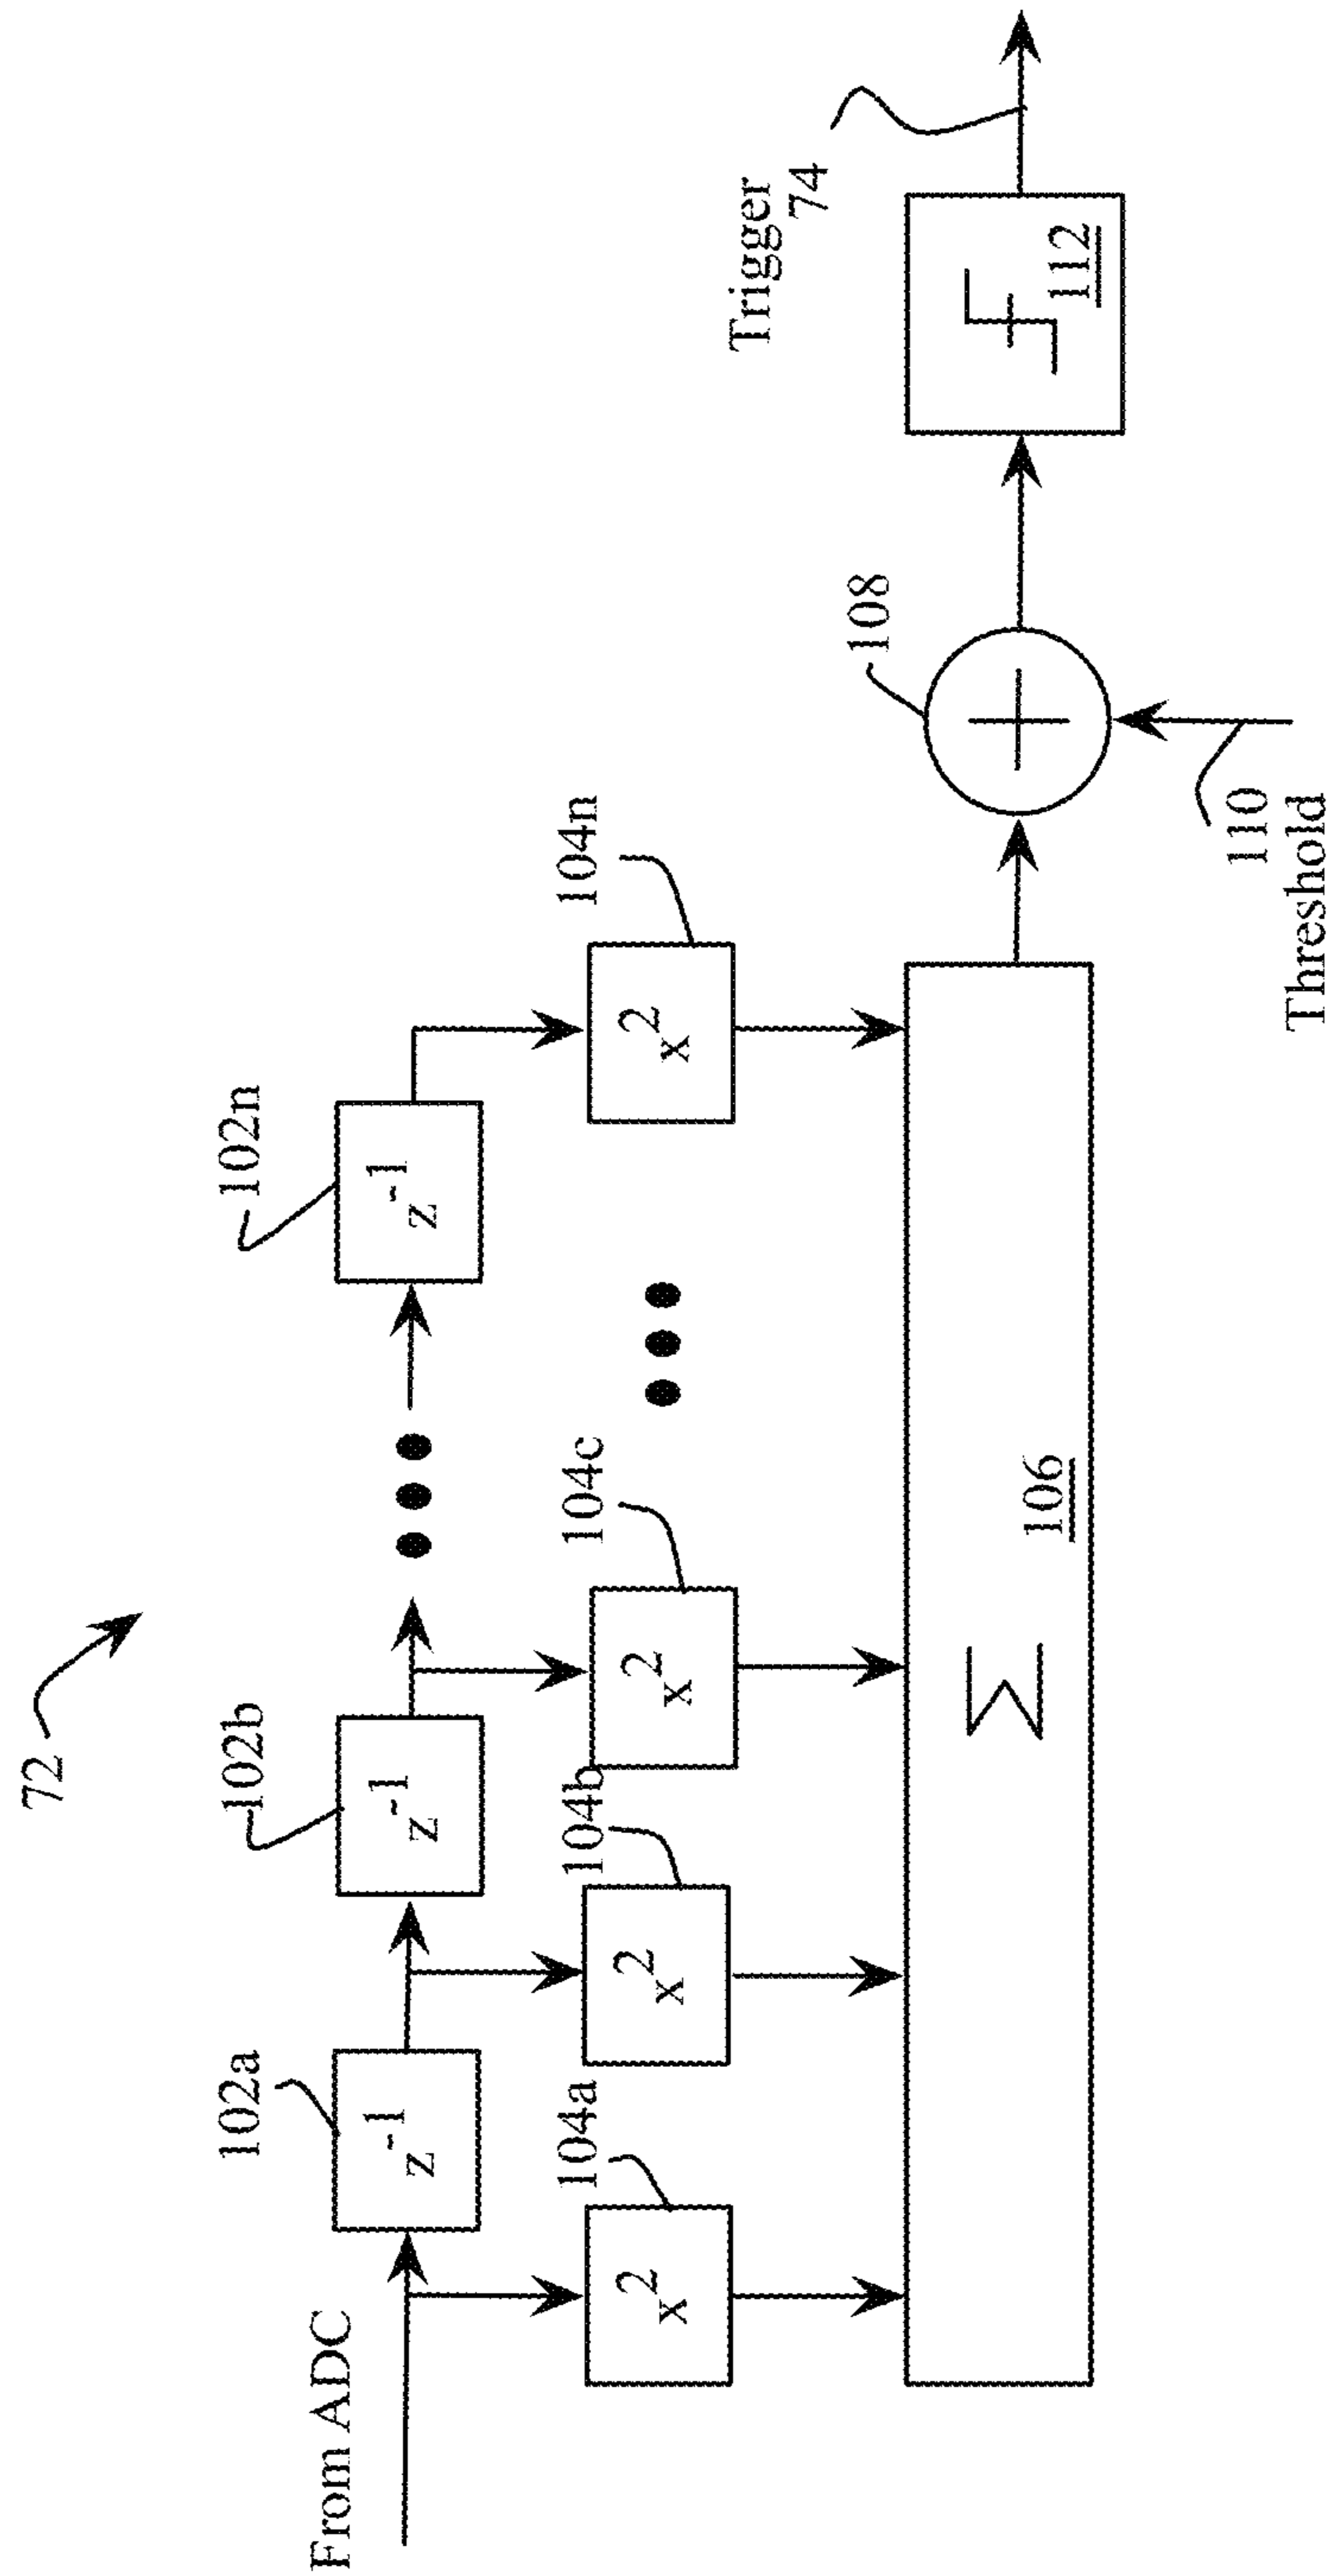 72
102a
102b
102n
From ADC
z⁻¹
z⁻¹
z⁻¹
104a
104b
104c
104n
x²
x²
x²
x²
Σ
106
108
+
110
Threshold
112
Trigger
74